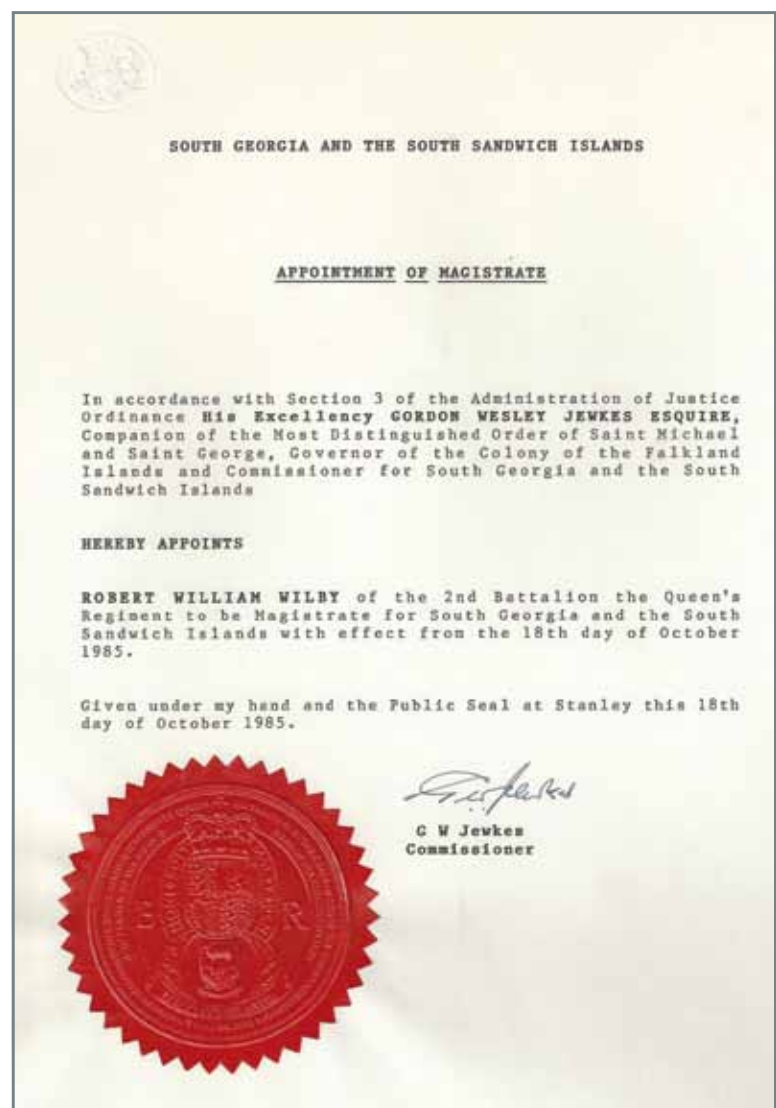 SOUTH GEORGIA AND THE SOUTH SANDWICH ISLANDS
APPOINTMENT OF MAGISTRATE
In accordance with Section 3 of the Administration of Justice
Ordinance His Excellency GORDON WESLEY JEWKES ESQUIRE,
Companion of the Most Distinguished Order of Saint Michael
and Saint George, Governor of the Colony of the Falkland
Islands and Commissioner for South Georgia and the South
Sandwich Islands
HEREBY APPOINTS
ROBERT WILLIAM WILBY of the 2nd Battalion the Queen's
Regiment to be Magistrate for South Georgia and the South
Sandwich Islands with effect from the 18th day of October
1985.
Given under my hand and the Public Seal at Stanley this 18th
day of October 1985.
G W Jewkes
Commissioner